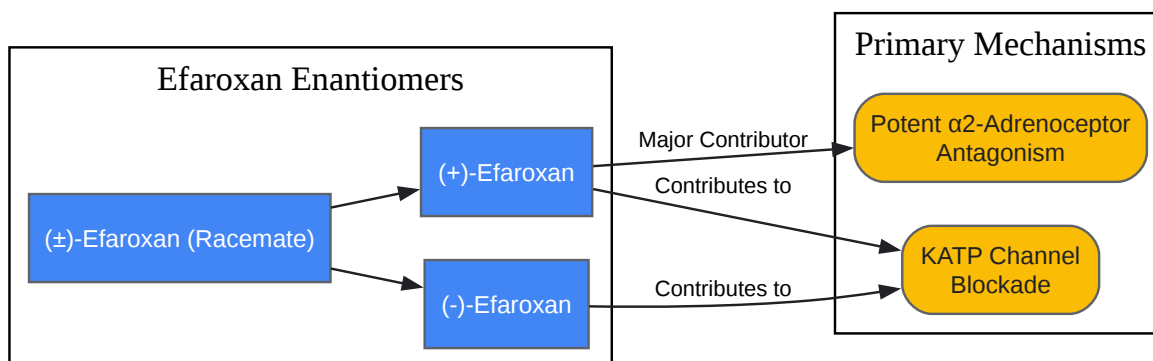 Primary Mechanisms
Efaroxan Enantiomers
Potent α2-Adrenoceptor
Antagonism
Major Contributor
(+)-Efaroxan
Contributes to
(±)-Efaroxan (Racemate)
KATP Channel
Blockade
Contributes to
(-)-Efaroxan